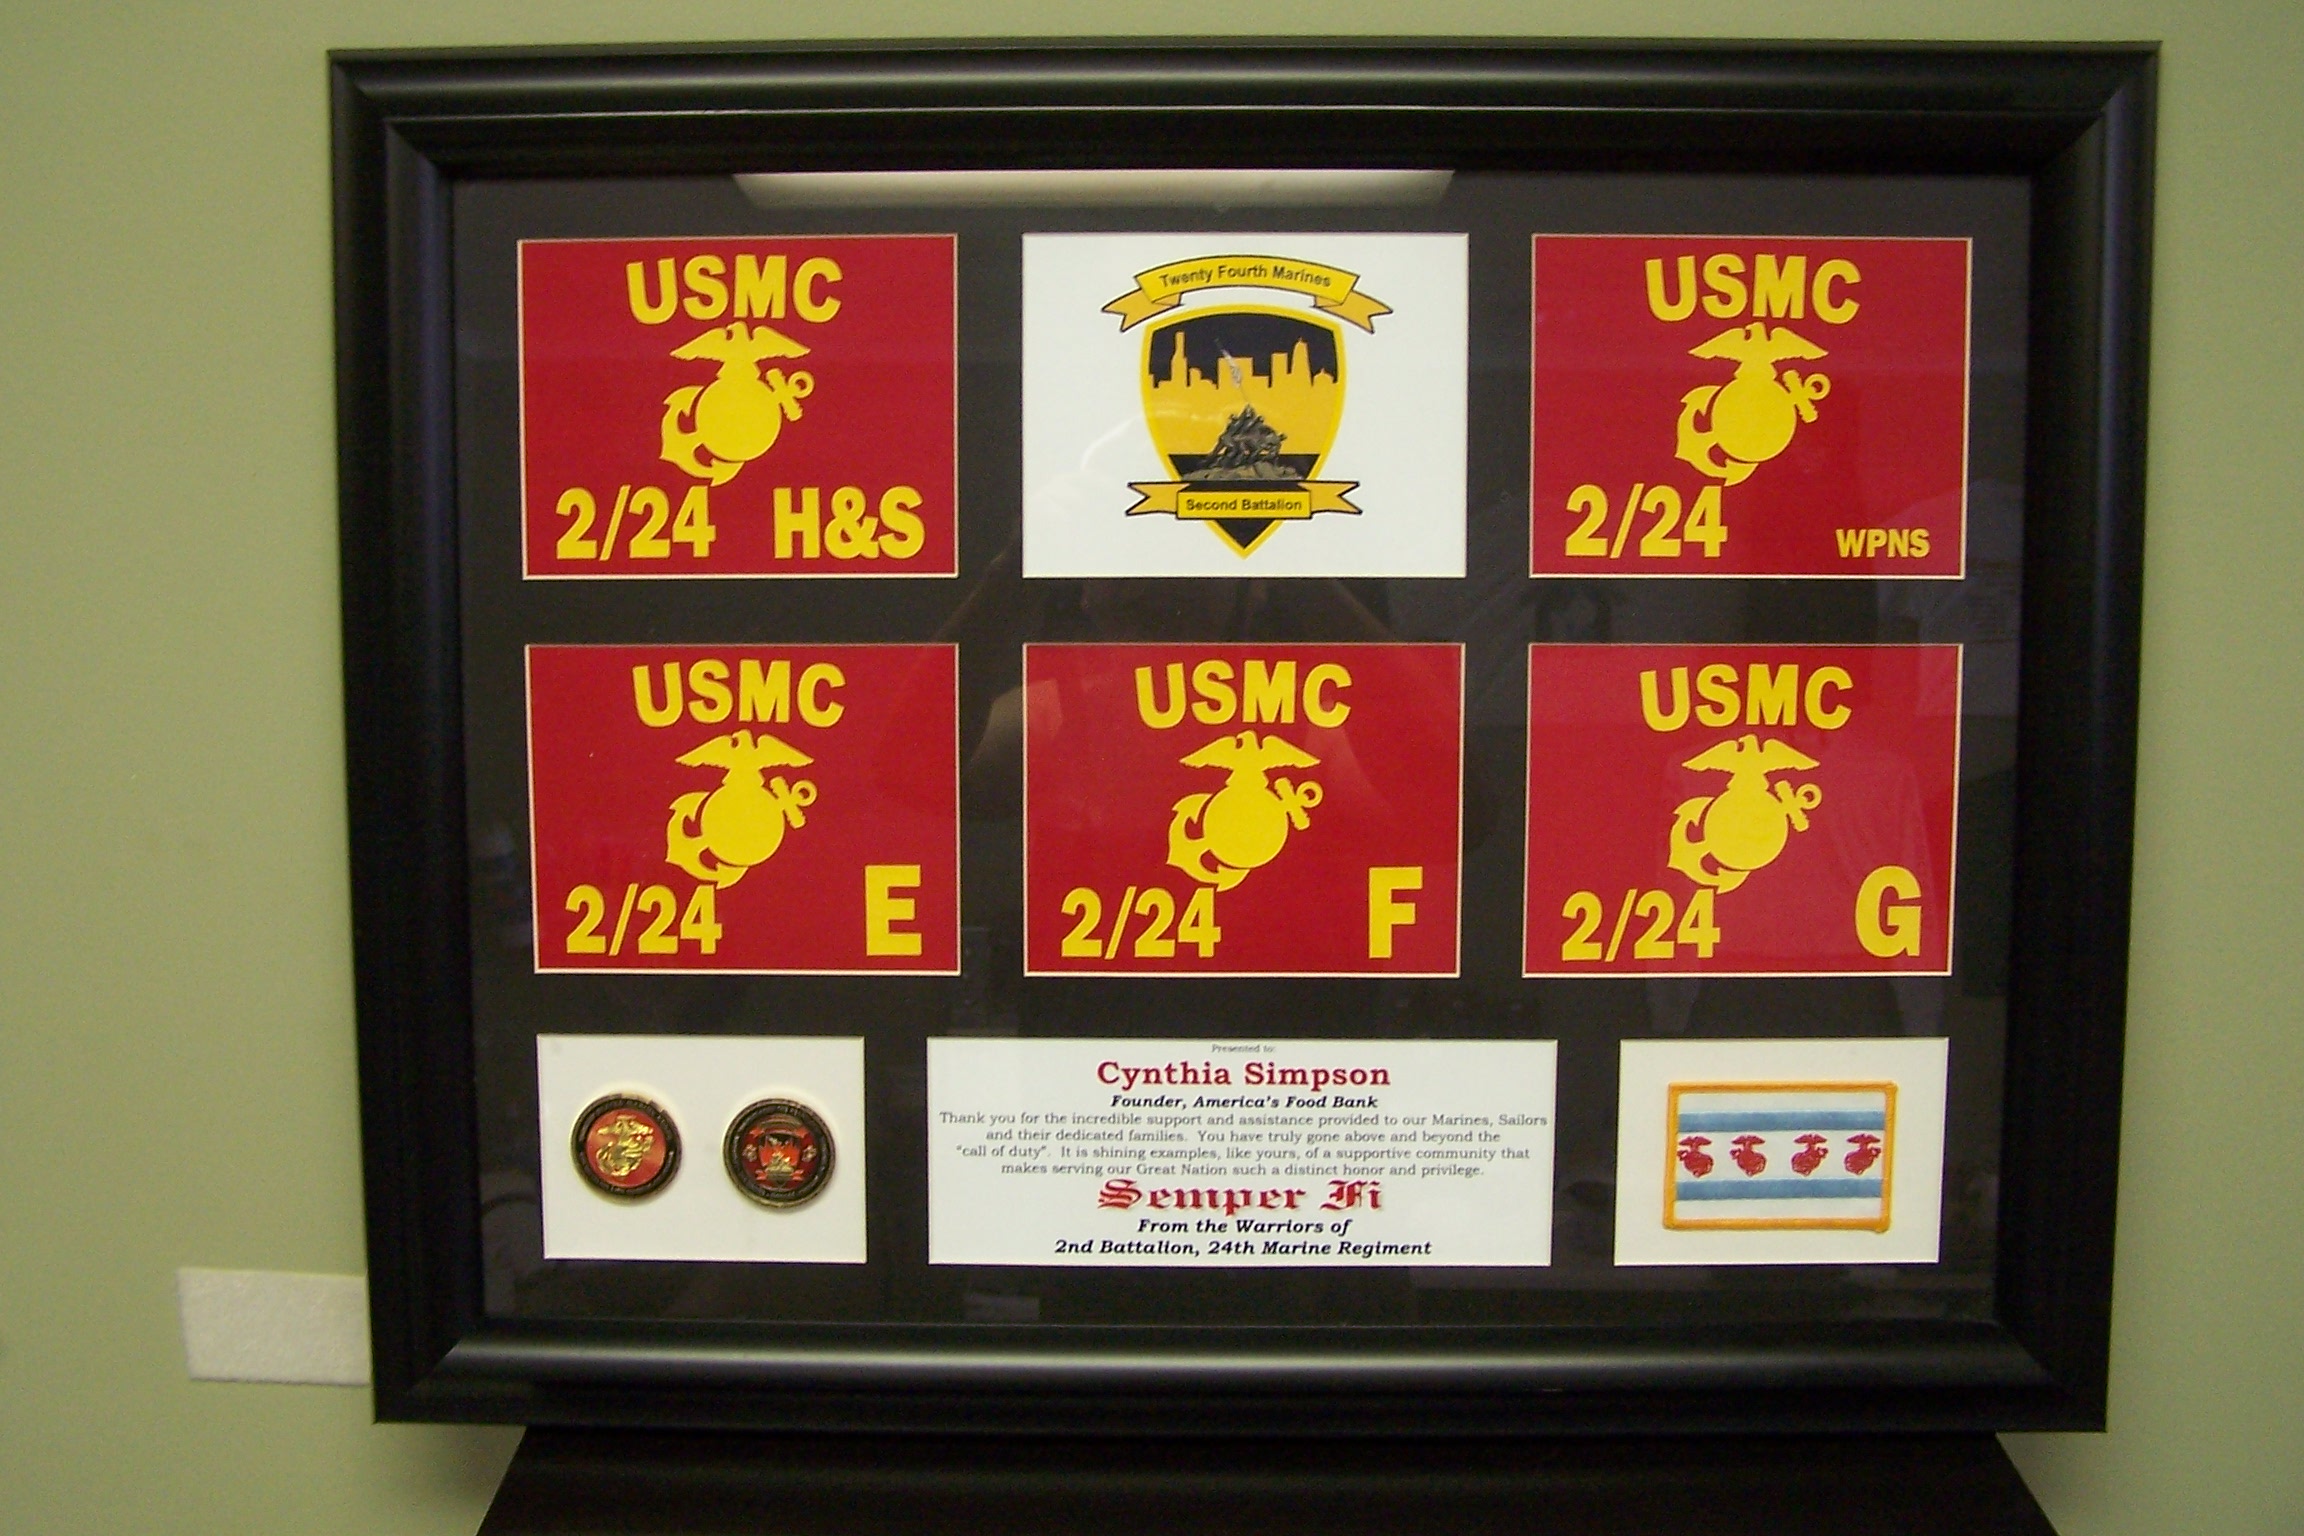 USMC
2/24 H&S
Twenty Fourth Marines
Second Battalion
USMC
2/24 WPNS
USMC
2/24 E
USMC
2/24 F
USMC
2/24 G
Presented to:
Cynthia Simpson
Founder, America's Food Bank
Thank you for the incredible support and assistance provided to our Marines, Sailors
and their dedicated families. You have truly gone above and beyond the
"call of duty". It is shining examples, like yours, of a supportive community that
makes serving our Great Nation such a distinct honor and privilege.
Semper Fi
From the Warriors of
2nd Battalion, 24th Marine Regiment